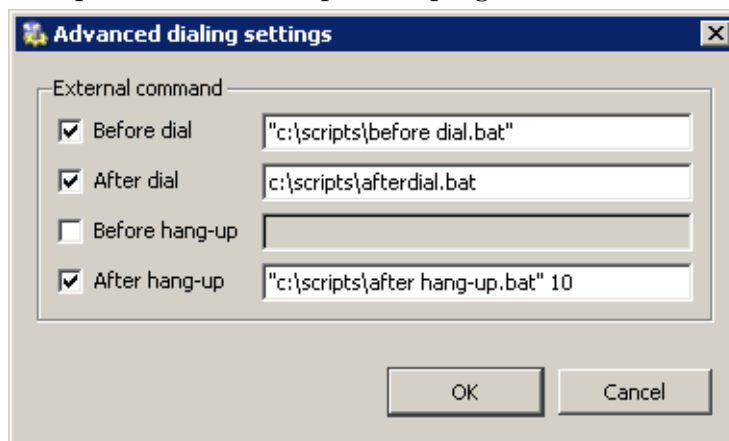 Advanced dialing settings
External command
Before dial "c:\scripts\before dial.bat"
After dial c:\scripts\afterdial.bat
Before hang-up
After hang-up "c:\scripts\after hang-up.bat" 10
OK Cancel